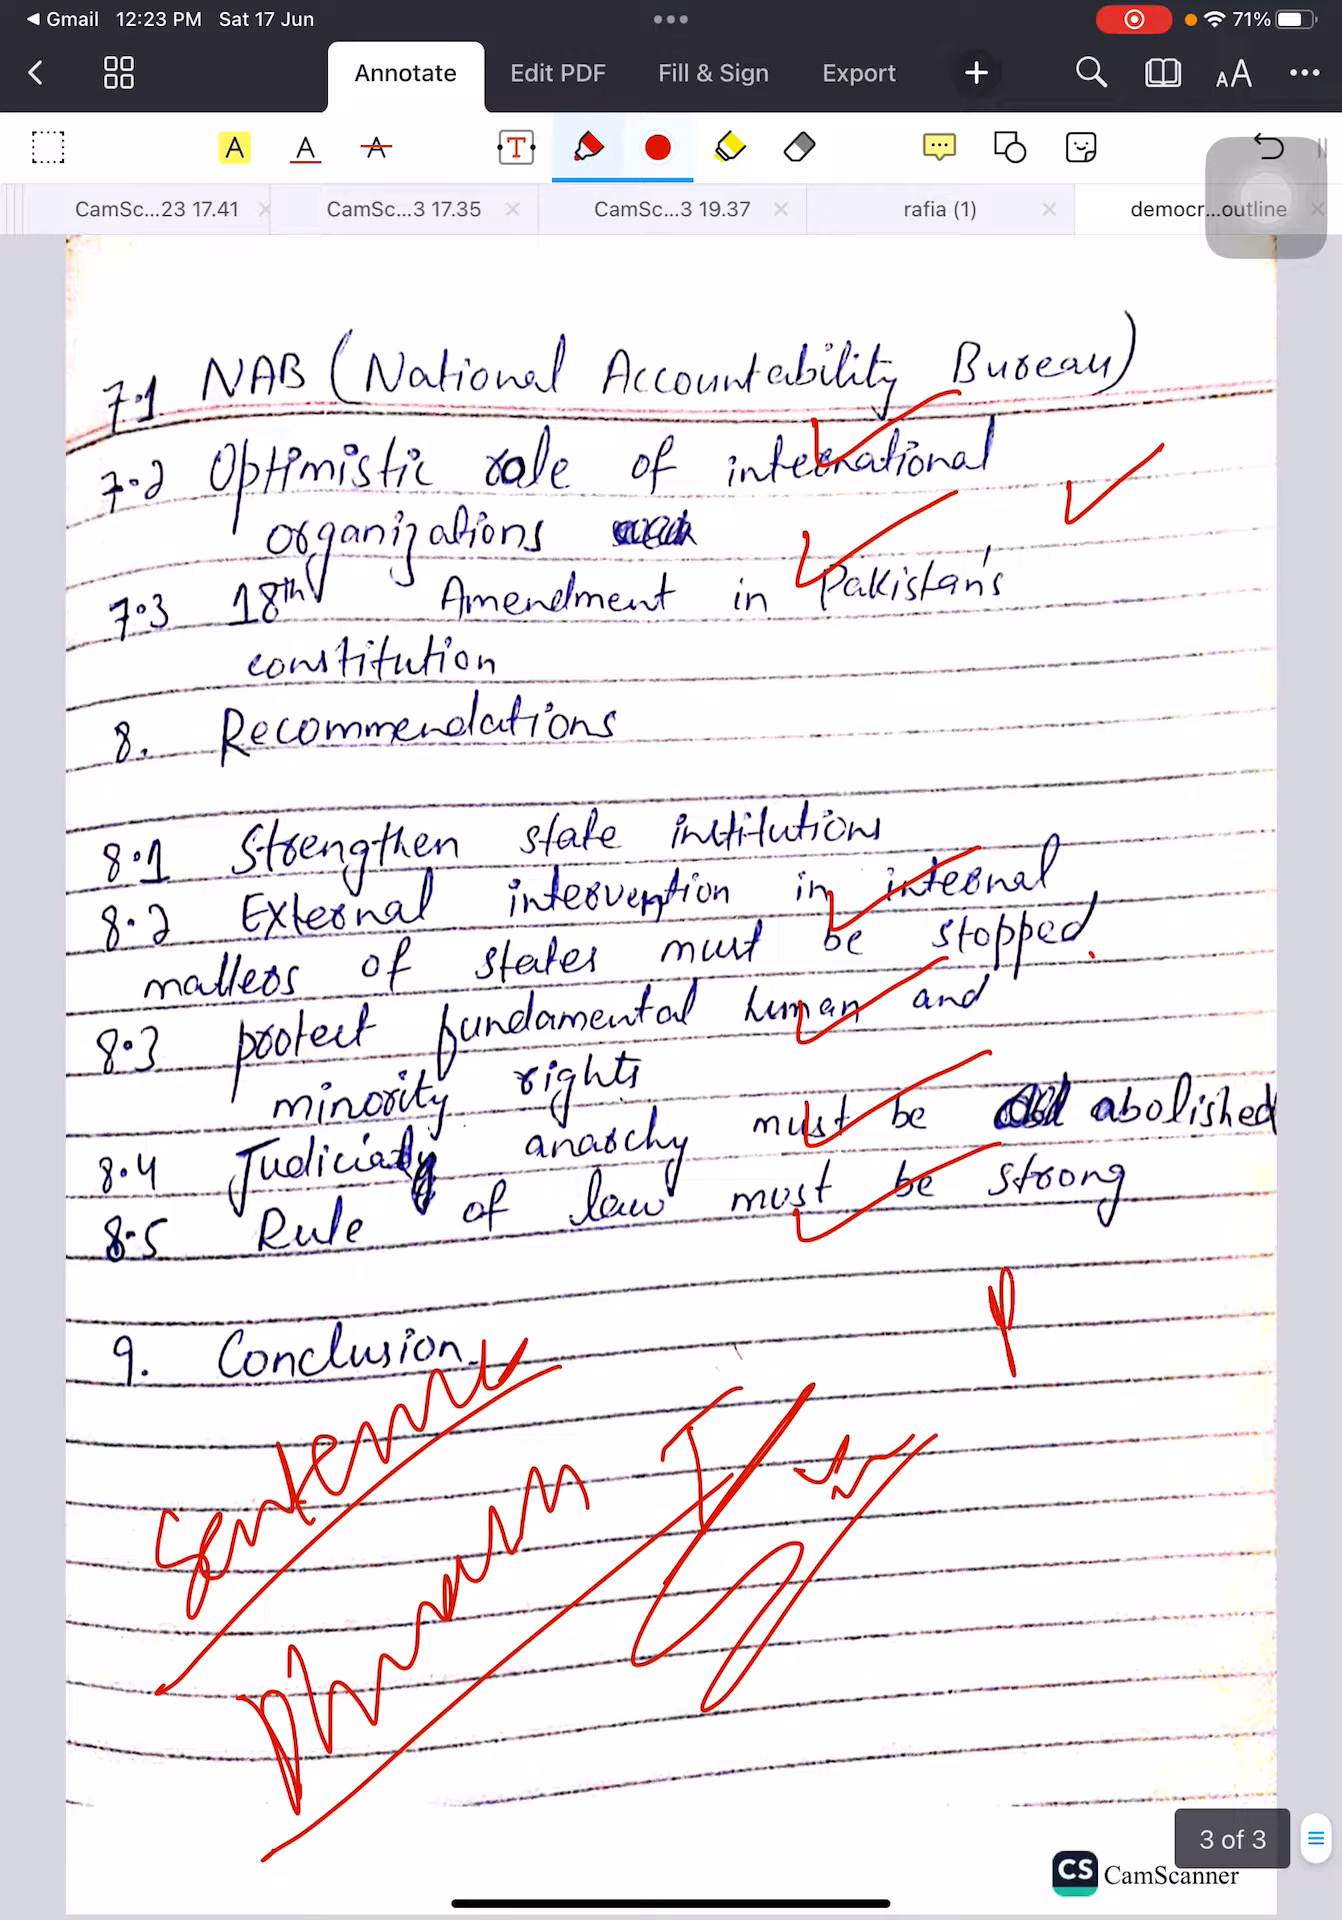 Gmail 12:23 PM Sat 17 Jun 71%
Annotate Edit PDF Fill & Sign Export
CamSc...23 17.41 CamSc...3 17.35 CamSc...3 19.37 rafia (1) democr...outline
7.1 NAB (National Accountability Bureau)
7.2 Optimistic role of international
organizations
7.3 18th Amendment in Pakistan's
constitution
8. Recommendations
8.1 Strengthen state institutions
8.2 External intervention in internal
matters of states must be stopped.
8.3 protect fundamental human and
minority rights
8.4 Judicial anarchy must be abolished
8.5 Rule of law must be strong
9. Conclusion.
3 of 3
CS CamScanner